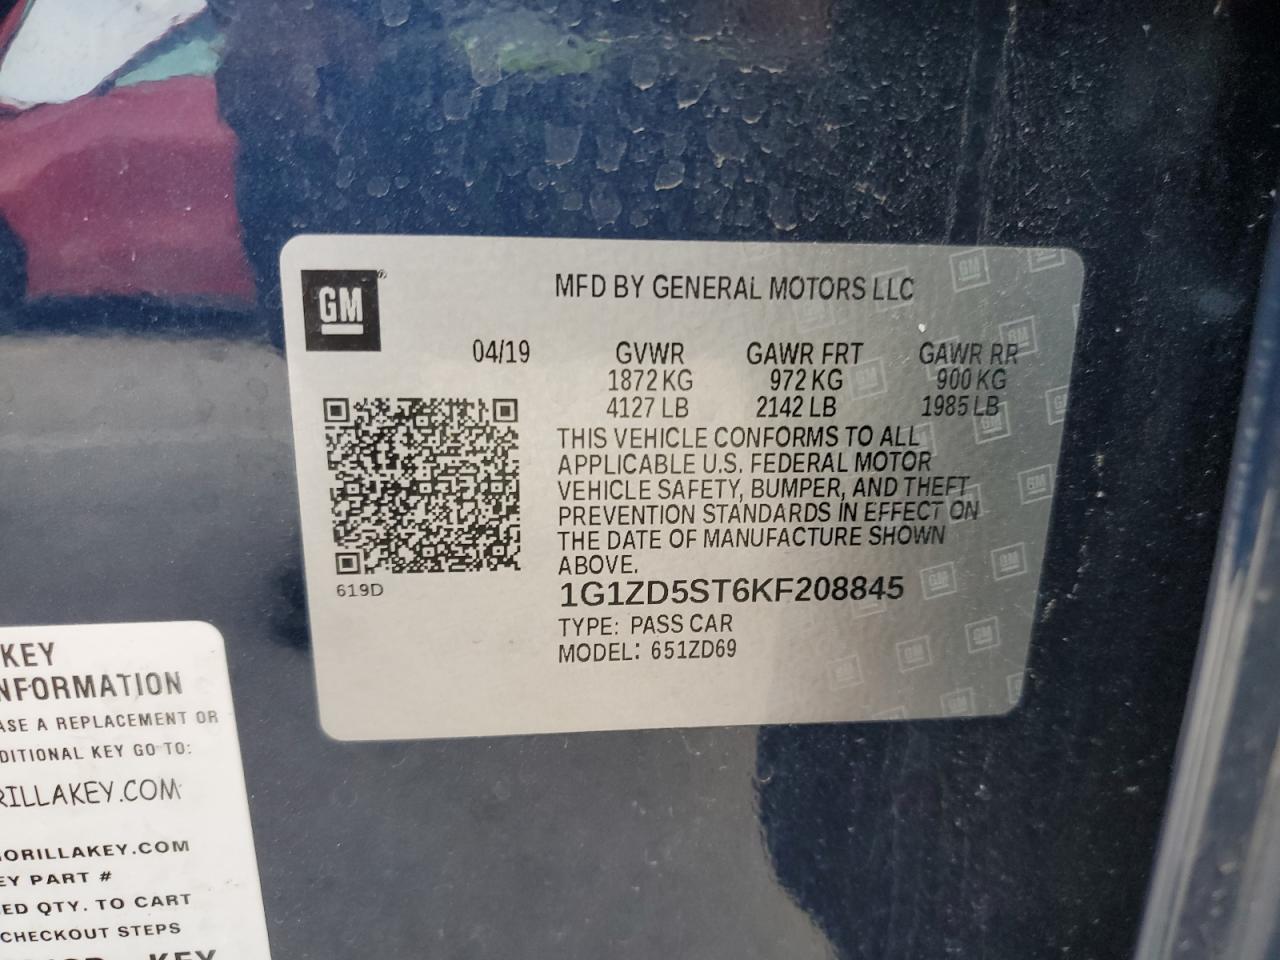 GM
MFD BY GENERAL MOTORS LLC
04/19 GVWR GAWR FRT GAWR RR
1872 KG 972 KG 900 KG
4127 LB 2142 LB 1985 LB
THIS VEHICLE CONFORMS TO ALL
APPLICABLE U.S. FEDERAL MOTOR
VEHICLE SAFETY, BUMPER, AND THEFT
PREVENTION STANDARDS IN EFFECT ON
THE DATE OF MANUFACTURE SHOWN
ABOVE.
619D
1G1ZD5ST6KF208845
TYPE: PASS CAR
MODEL: 651ZD69
KEY
NFORMATION
ASE A REPLACEMENT OR
DITIONAL KEY GO TO:
RILLAKEY.COM
GORILLAKEY.COM
EY PART #
ED QTY. TO CART
CHECKOUT STEPS
KEY